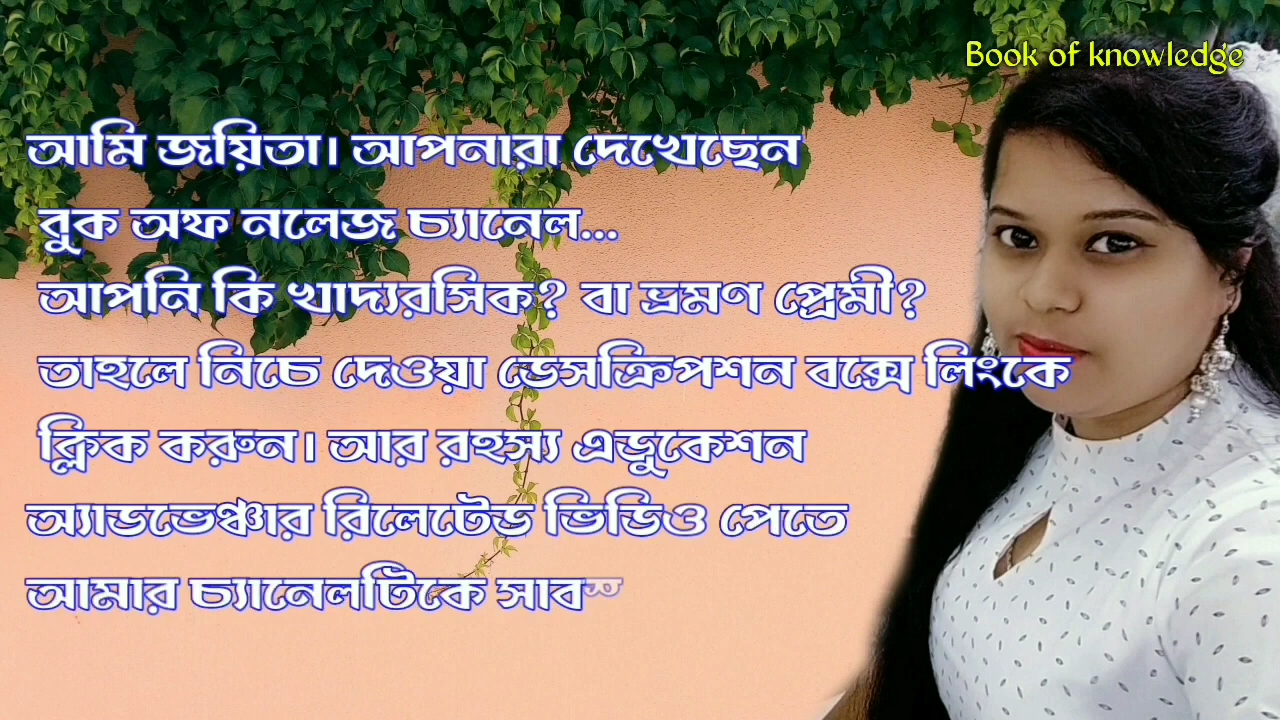 Book of knowledge
আমি জয়িতা। আপনারা দেখেছেন
বুক অফ নলেজ চ্যানেল...
আপনি কি খাদ্যরসিক? বা ভ্রমণ প্রেমী?
তাহলে নিচে দেওয়া ডেসক্রিপশন বক্সে লিংকে
ক্লিক করুন। আর রহস্য এডুকেশন
অ্যাডভেঞ্চার রিলেটেড ভিডিও পেতে
আমার চ্যানেলটিকে সাব